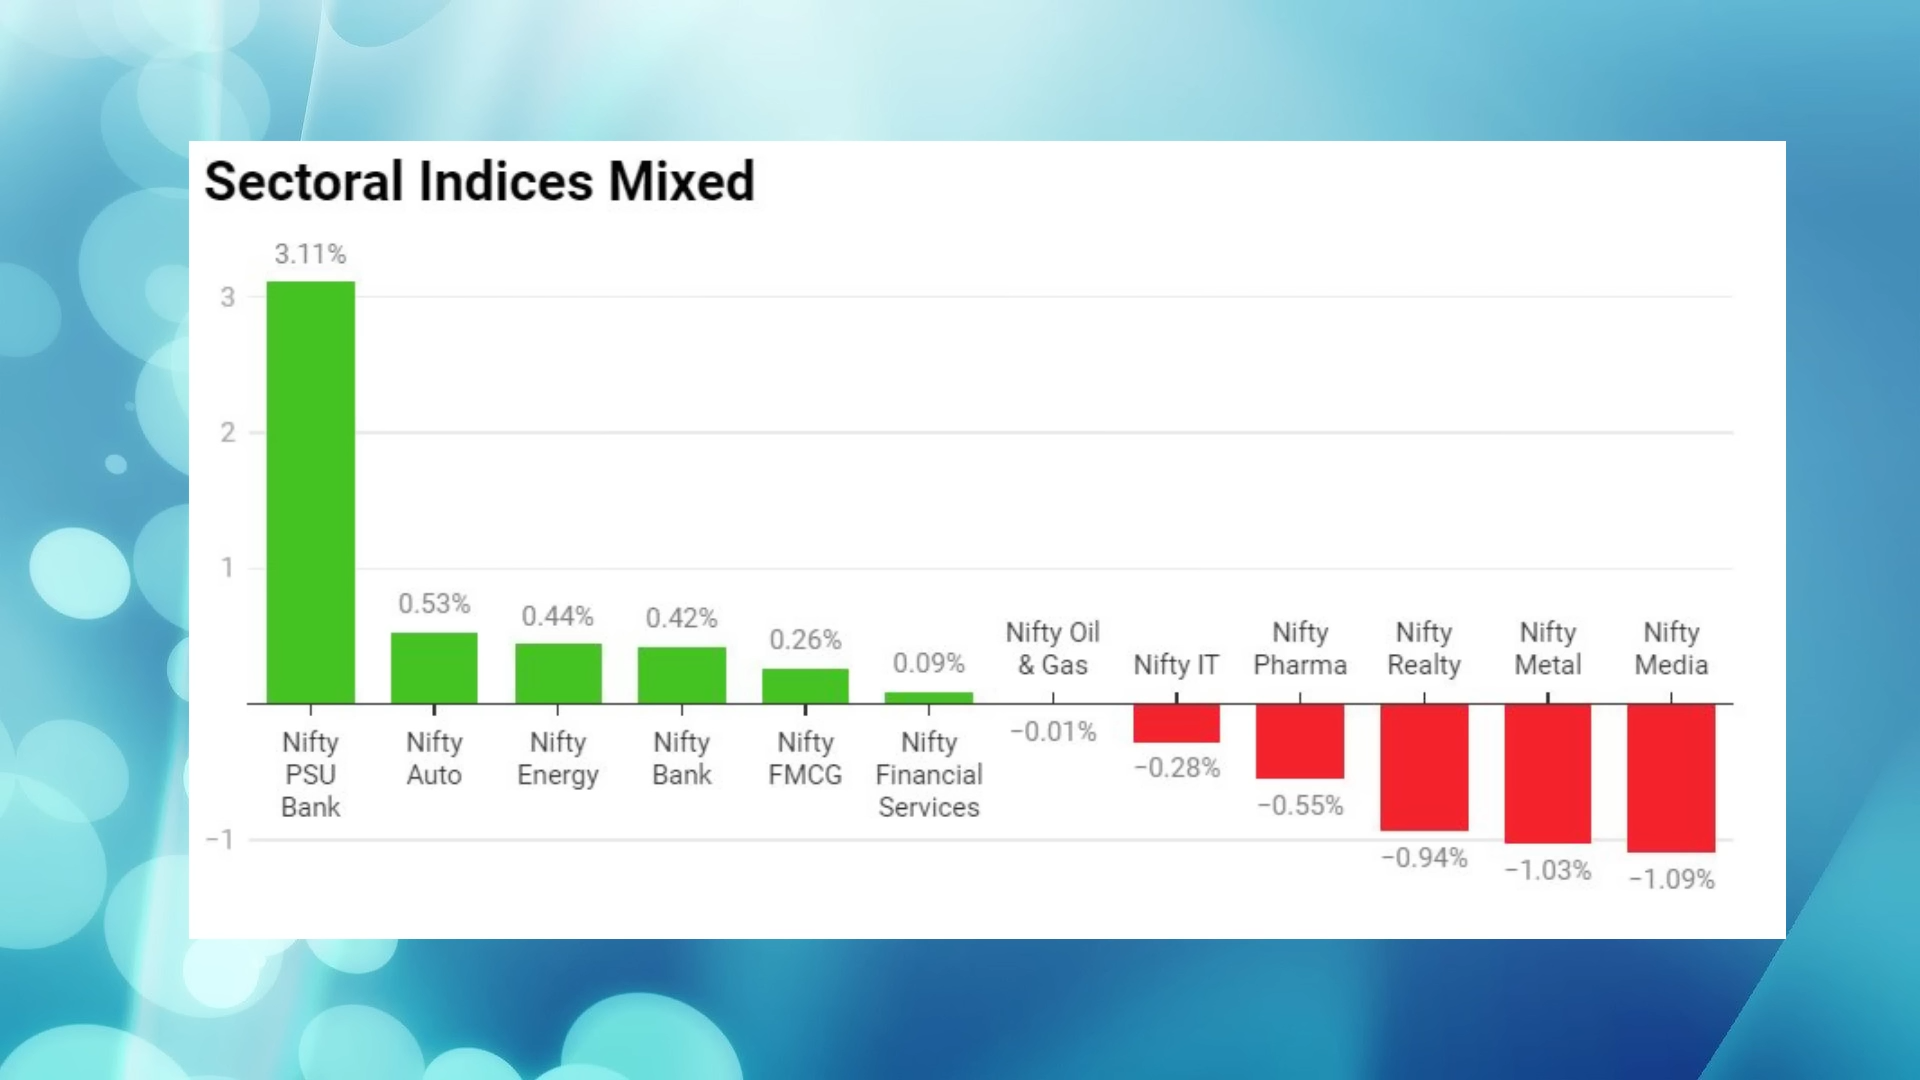 Sectoral Indices Mixed
3.11%
3
2
1
0.53%
0.44%
0.42%
0.26%
0.09%
Nifty Oil
& Gas
Nifty IT
Nifty
Pharma
Nifty
Realty
Nifty
Metal
Nifty
Media
Nifty
PSU
Bank
Nifty
Auto
Nifty
Energy
Nifty
Bank
Nifty
FMCG
Nifty
Financial
Services
−0.01%
−0.28%
−0.55%
−0.94%
−1.03%
−1.09%
−1